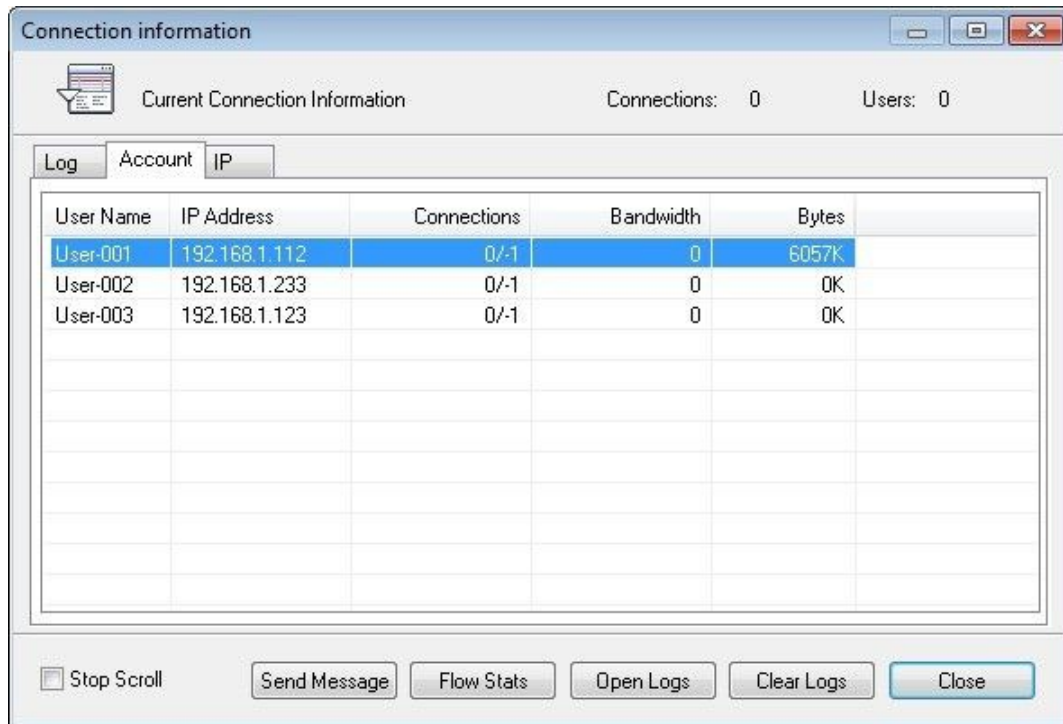 Connection information
Current Connection Information Connections: 0 Users: 0
Log Account IP
User Name IP Address Connections Bandwidth Bytes
User-001 192.168.1.112 0/-1 0 6057K
User-002 192.168.1.233 0/-1 0 0K
User-003 192.168.1.123 0/-1 0 0K
Stop Scroll Send Message Flow Stats Open Logs Clear Logs Close